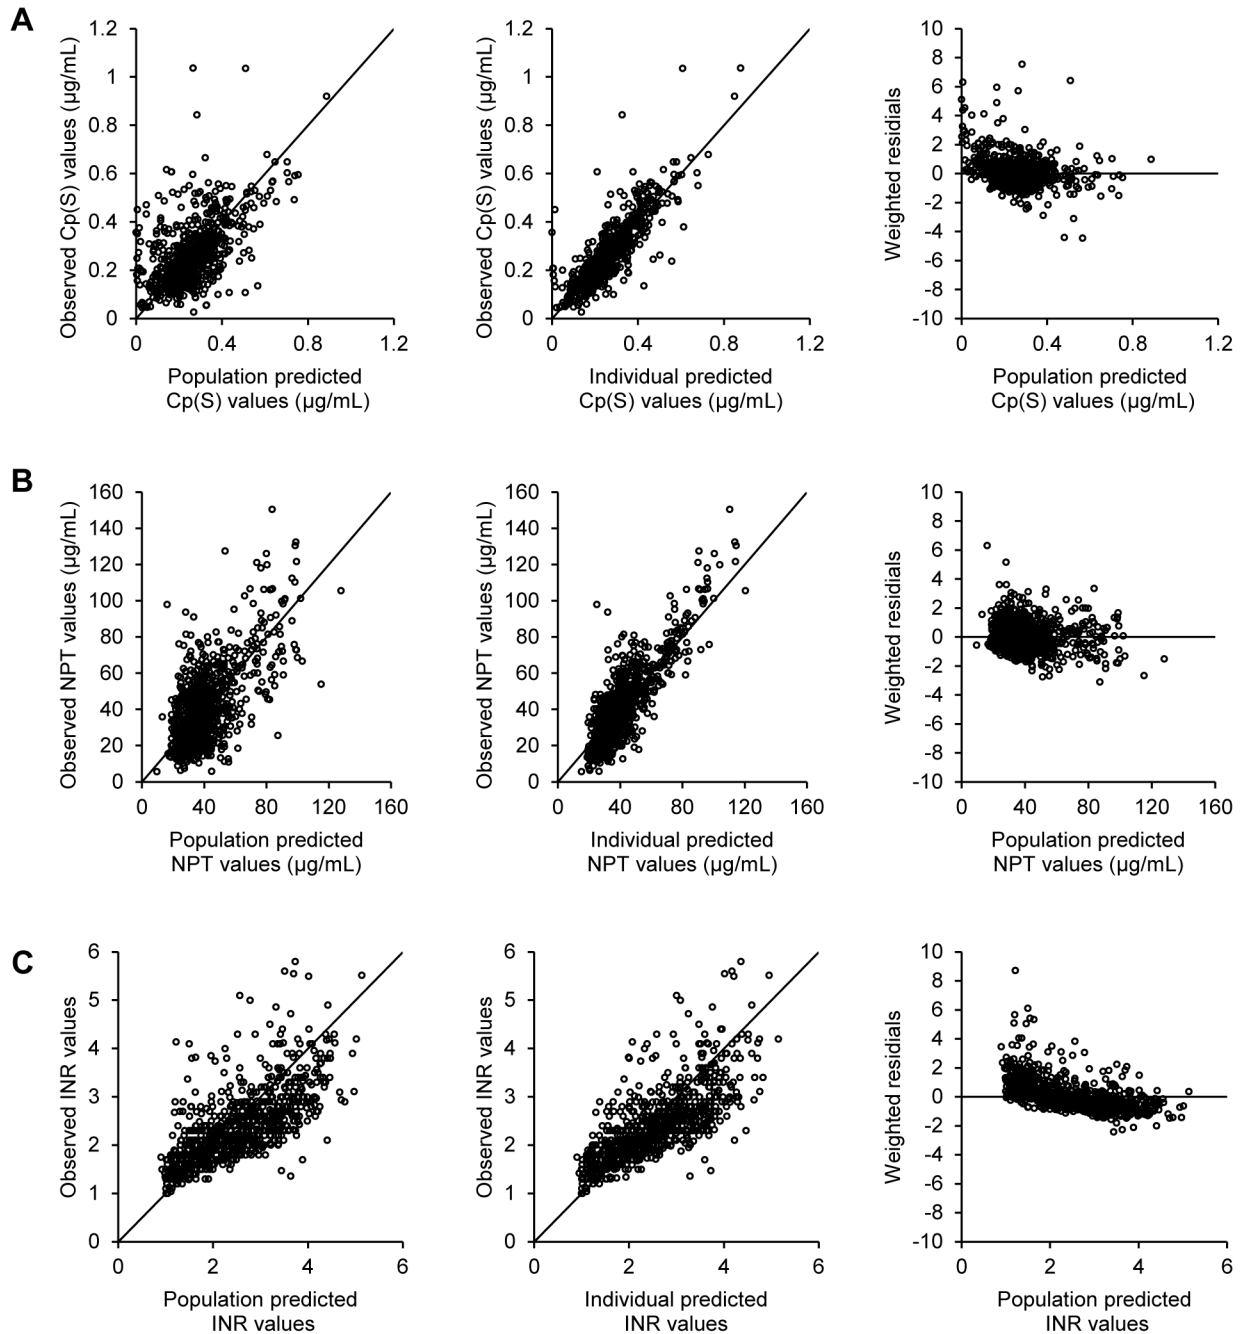 A
1.2
1
0.8
0.6
0.4
0.2
0
0 0.4 0.8 1.2
Observed Cp(S) values (µg/mL)
Population predicted
Cp(S) values (µg/mL)
1.2
1
0.8
0.6
0.4
0.2
0
0 0.4 0.8 1.2
Observed Cp(S) values (µg/mL)
Individual predicted
Cp(S) values (µg/mL)
10
8
6
4
2
0
-2
-4
-6
-8
-10
0 0.4 0.8 1.2
Weighted residials
Population predicted
Cp(S) values (µg/mL)
B
160
140
120
100
80
60
40
20
0
0 40 80 120 160
Observed NPT values (µg/mL)
Population predicted
NPT values (µg/mL)
160
140
120
100
80
60
40
20
0
0 40 80 120 160
Observed NPT values (µg/mL)
Individual predicted
NPT values (µg/mL)
10
8
6
4
2
0
-2
-4
-6
-8
-10
0 40 80 120 160
Weighted residials
Population predicted
NPT values (µg/mL)
C
6
5
4
3
2
1
0
0 2 4 6
Observed INR values
Population predicted
INR values
6
5
4
3
2
1
0
0 2 4 6
Observed INR values
Individual predicted
INR values
10
8
6
4
2
0
-2
-4
-6
-8
-10
0 2 4 6
Weighted residials
Population predicted
INR values